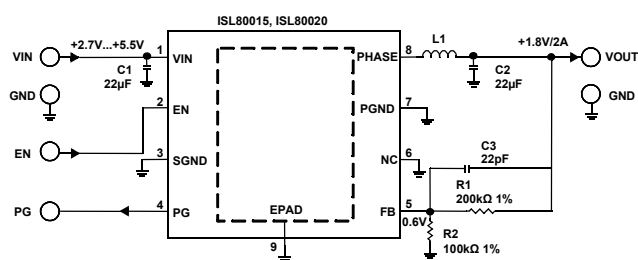 ISL80015, ISL80020
VIN
+2.7V...+5.5V
1
VIN
C1
22µF
GND
2
EN
EN
3
SGND
PG
4
PG
EPAD
9
PHASE
8
L1
+1.8V/2A
VOUT
C2
22µF
GND
PGND
7
NC
6
C3
22pF
R1
200kΩ 1%
FB
5
0.6V
R2
100kΩ 1%